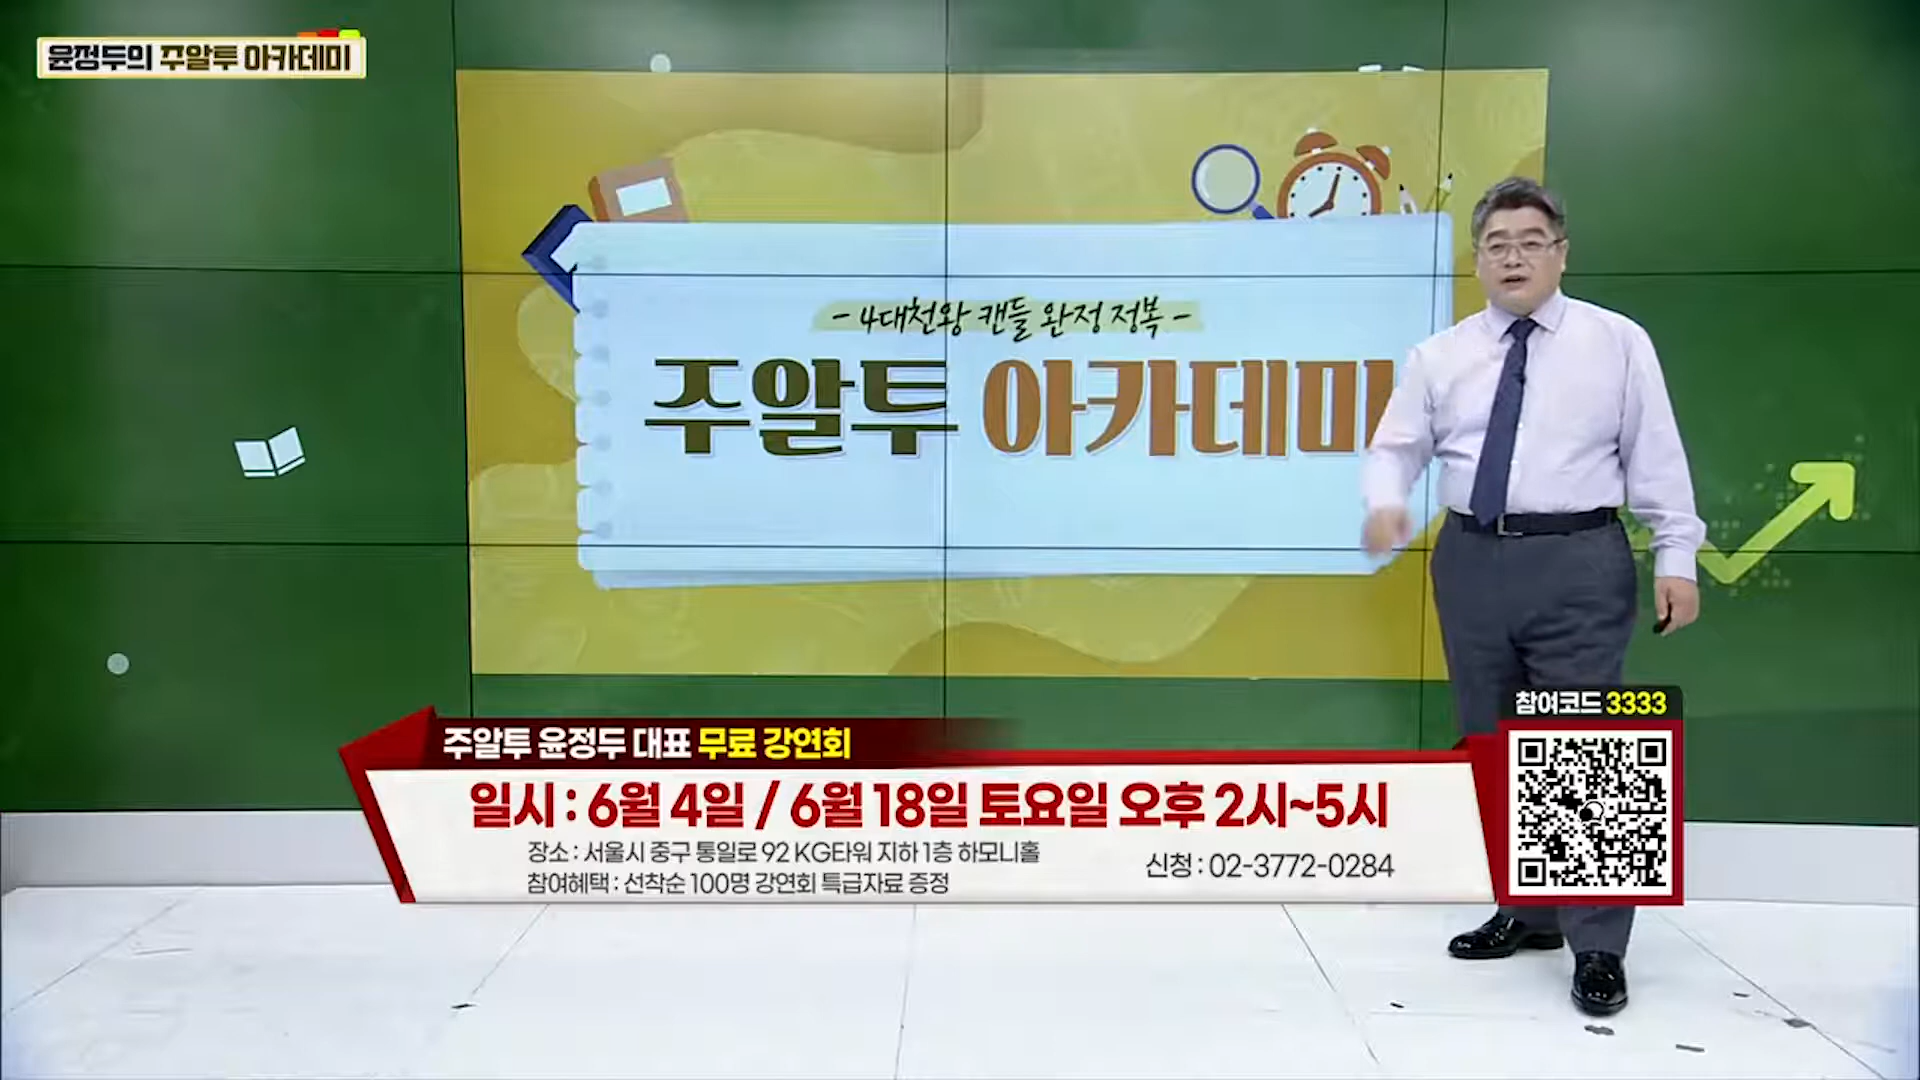 윤정두의 주알투 아카데미
- 4대천왕 캔들 완정 정복 -
주알투 아카데미
참여코드 3333
주알투 윤정두 대표 무료 강연회
일시 : 6월 4일 / 6월 18일 토요일 오후 2시~5시
장소 : 서울시 중구 통일로 92 KG타워 지하 1층 하모니홀
참여혜택 : 선착순 100명 강연회 특급자료 증정
신청 : 02-3772-0284